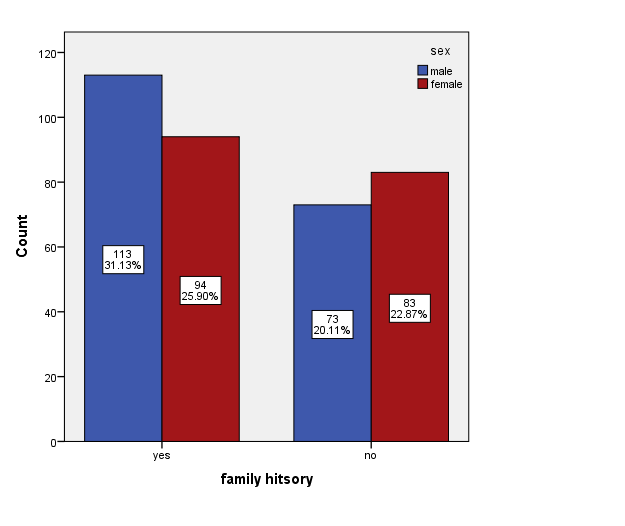 sex
male
female
120
100
80
60
40
20
0
Count
113
31.13%
94
25.90%
73
20.11%
83
22.87%
yes
no
family hitsory